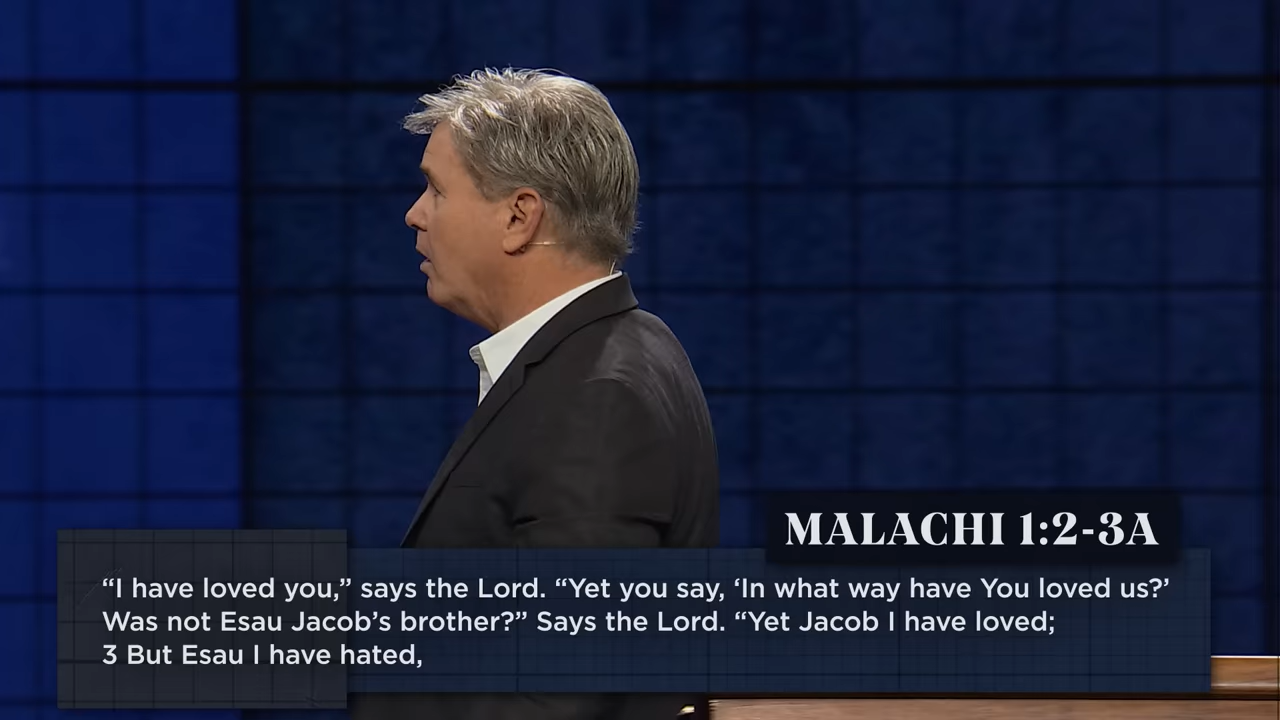 MALACHI 1:2-3A
“I have loved you,” says the Lord. “Yet you say, ‘In what way have You loved us?’
Was not Esau Jacob’s brother?” Says the Lord. “Yet Jacob I have loved;
3 But Esau I have hated,